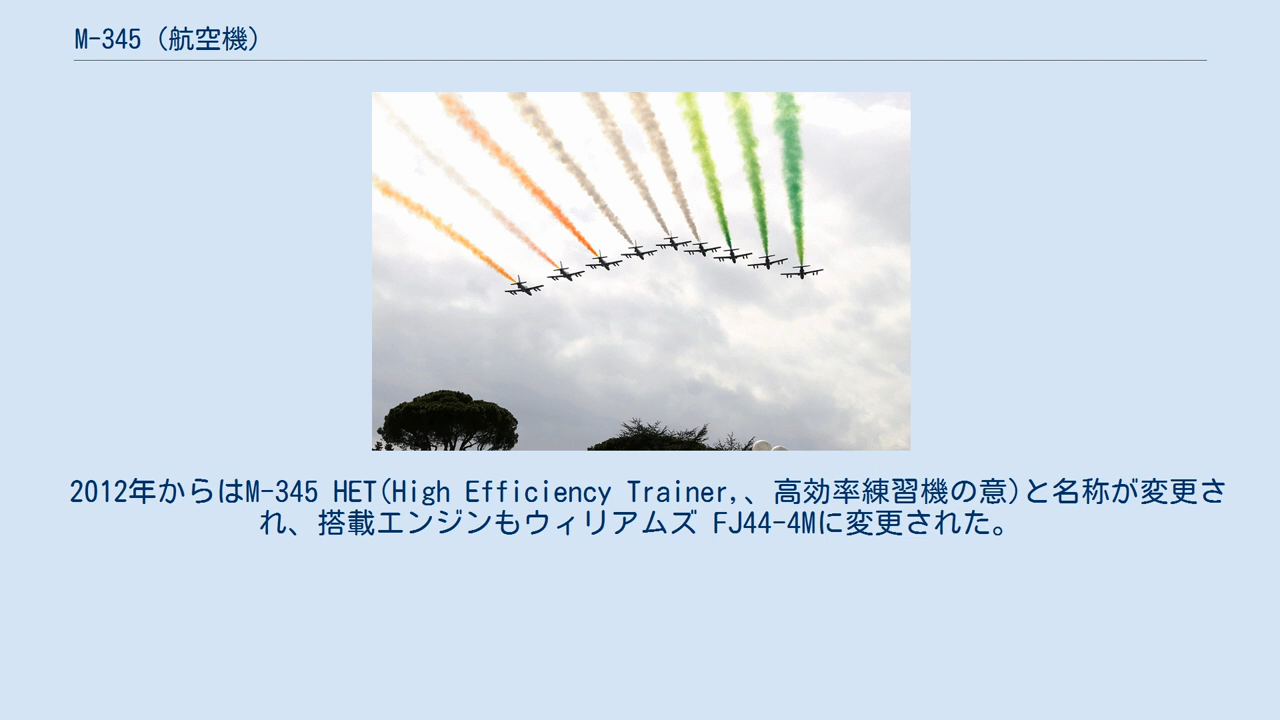 M-345（航空機）
2012年からはM-345 HET(High Efficiency Trainer,、高効率練習機の意)と名称が変更さ
れ、搭載エンジンもウィリアムズ FJ44-4Mに変更された。